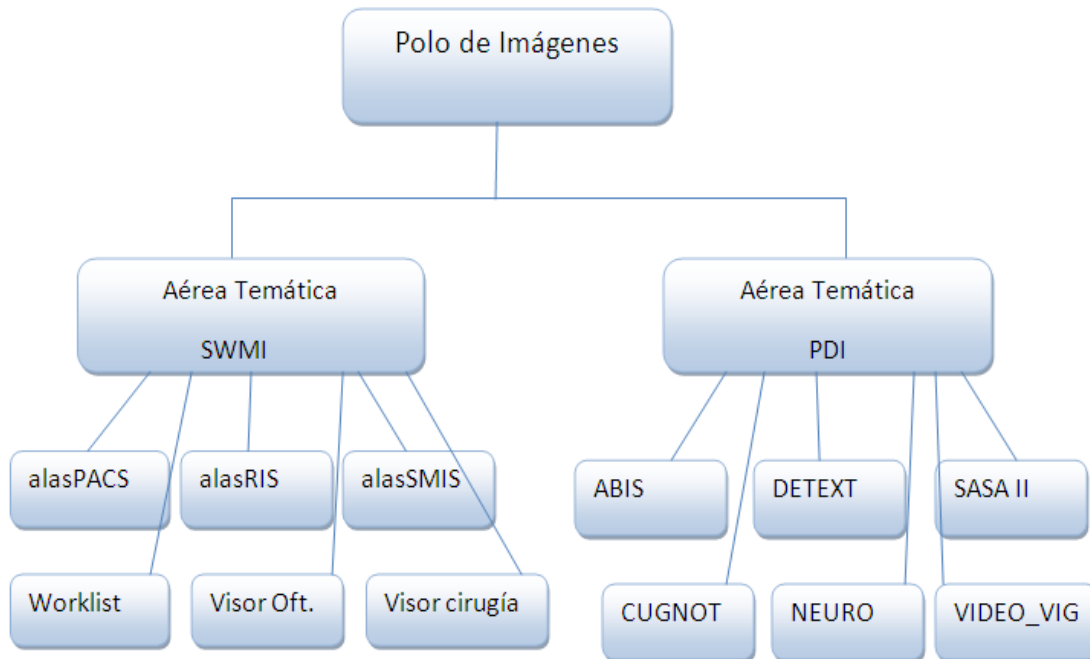 Polo de Imágenes
Aérea Temática
SWMI
Aérea Temática
PDI
alasPACS
alasRIS
alasSMIS
Worklist
Visor Oft.
Visor cirugía
ABIS
DETEXT
SASA II
CUGNOT
NEURO
VIDEO_VIG